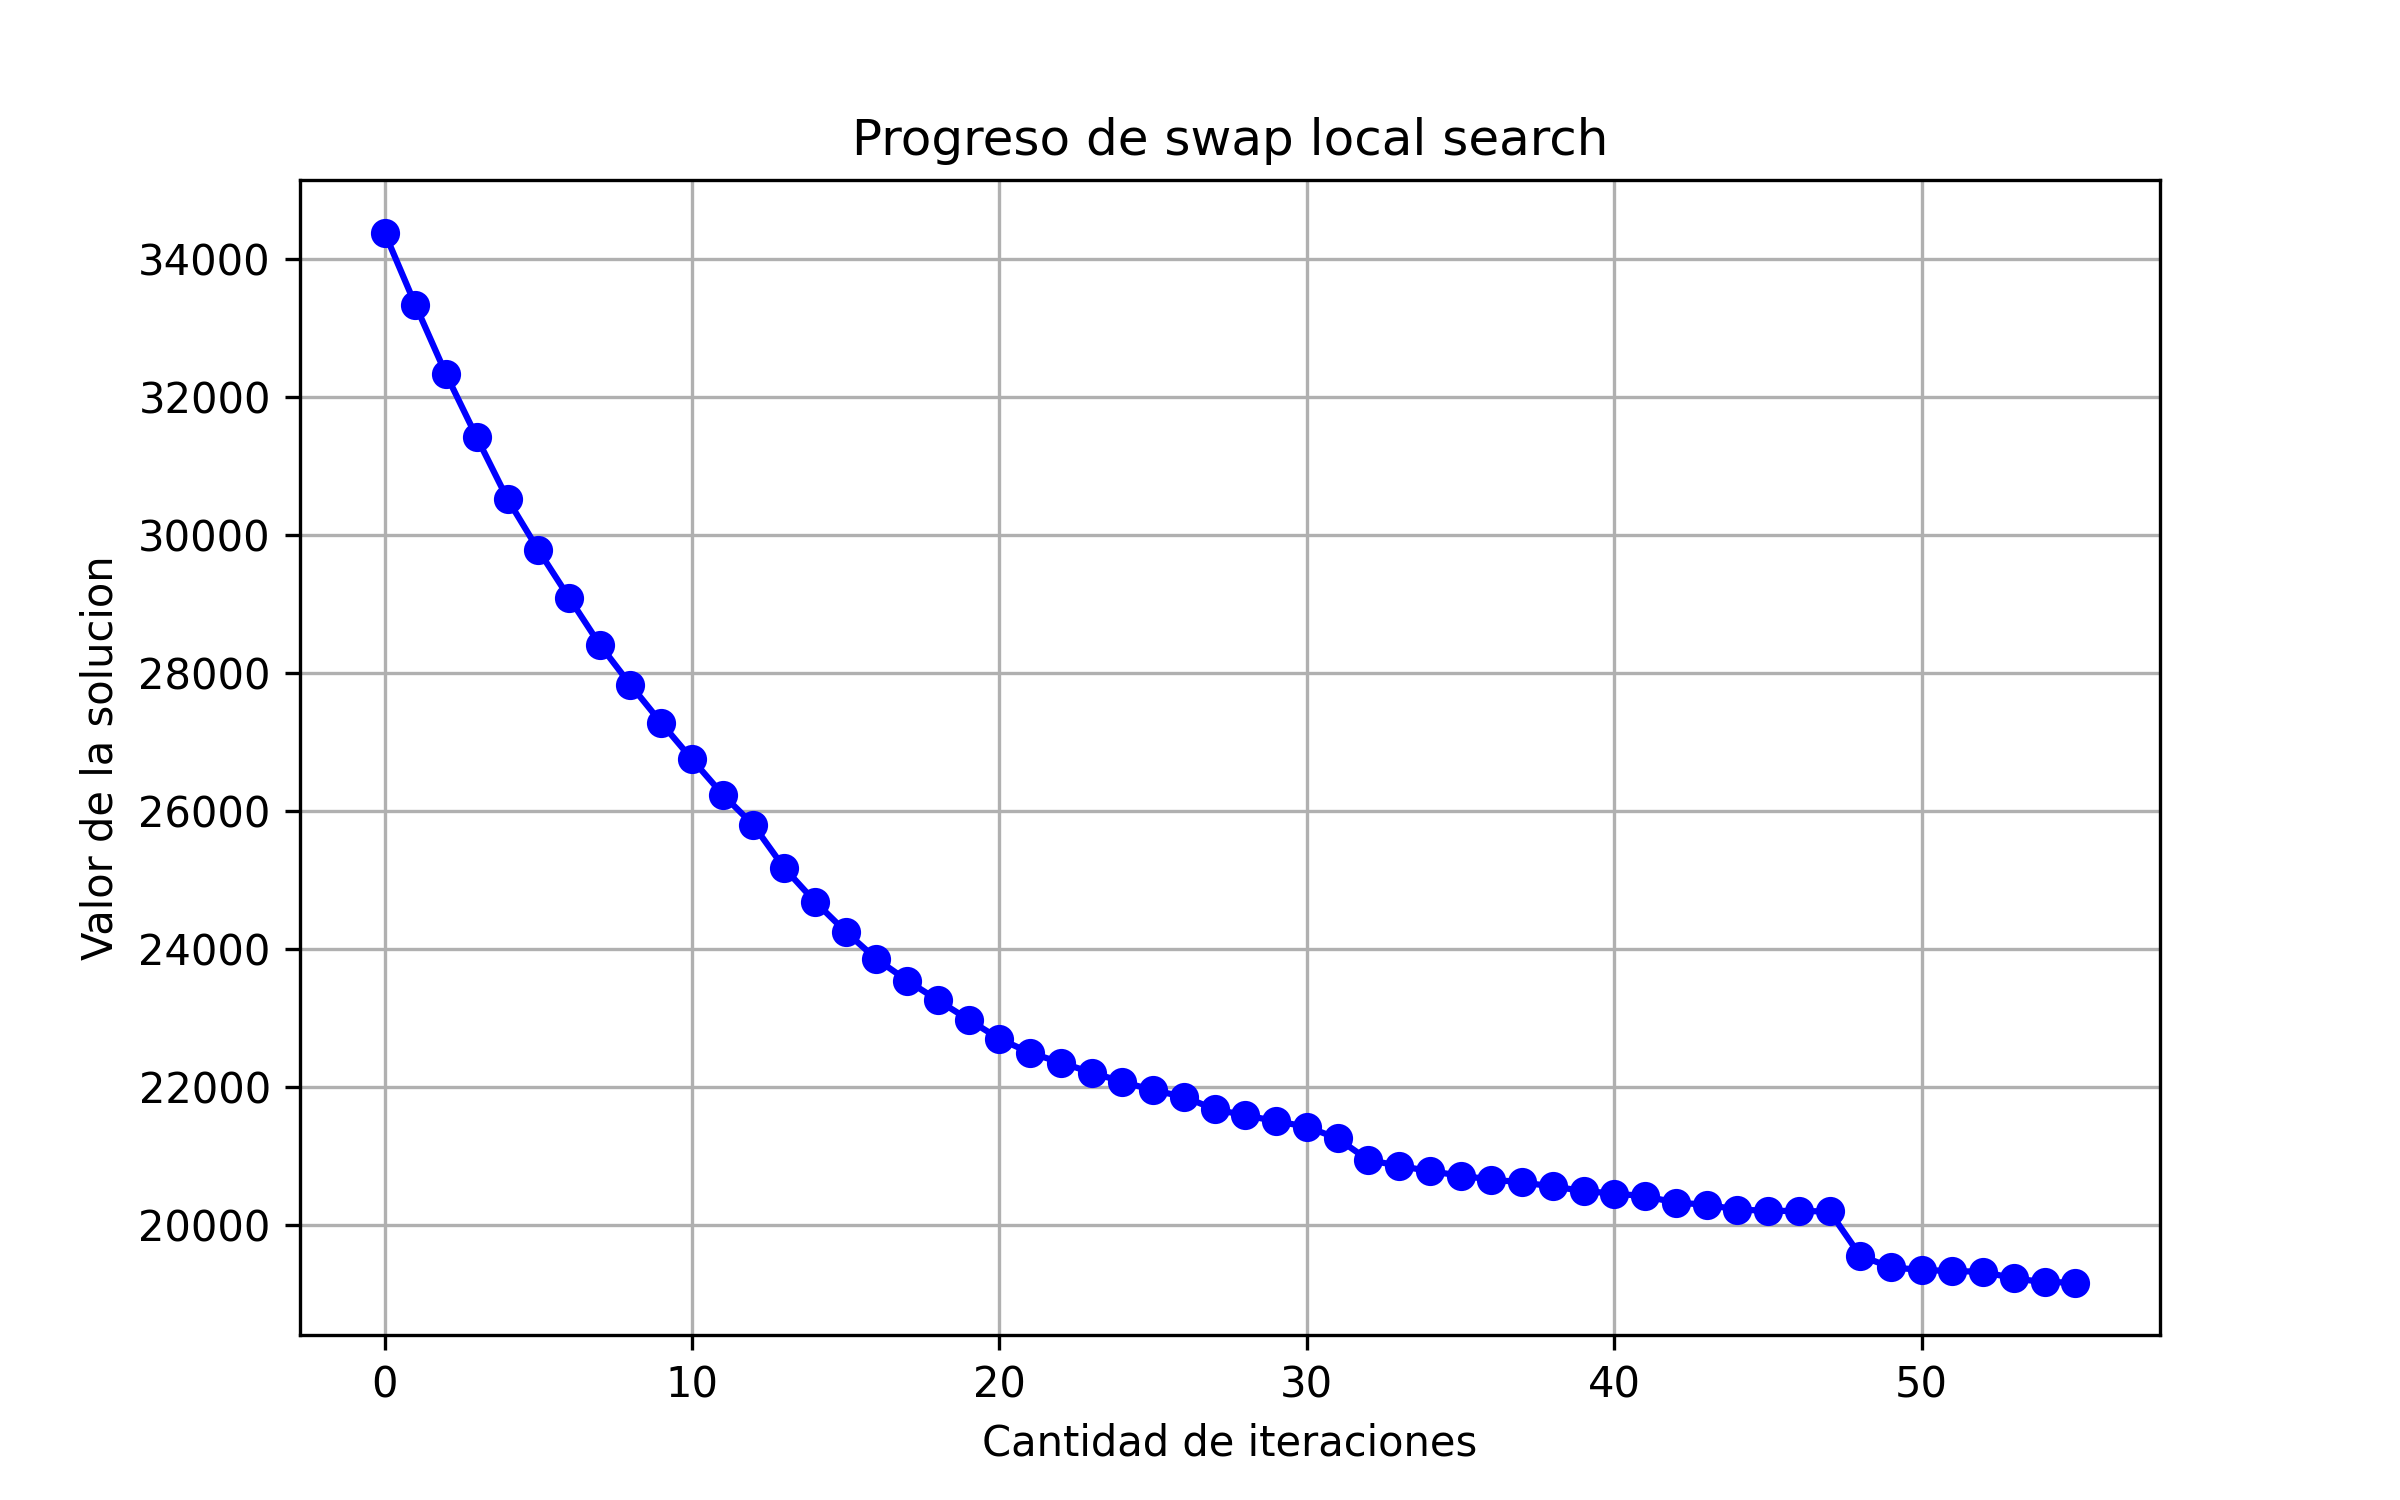 Progreso de swap local search
Valor de la solucion
34000
32000
30000
28000
26000
24000
22000
20000
0 10 20 30 40 50
Cantidad de iteraciones